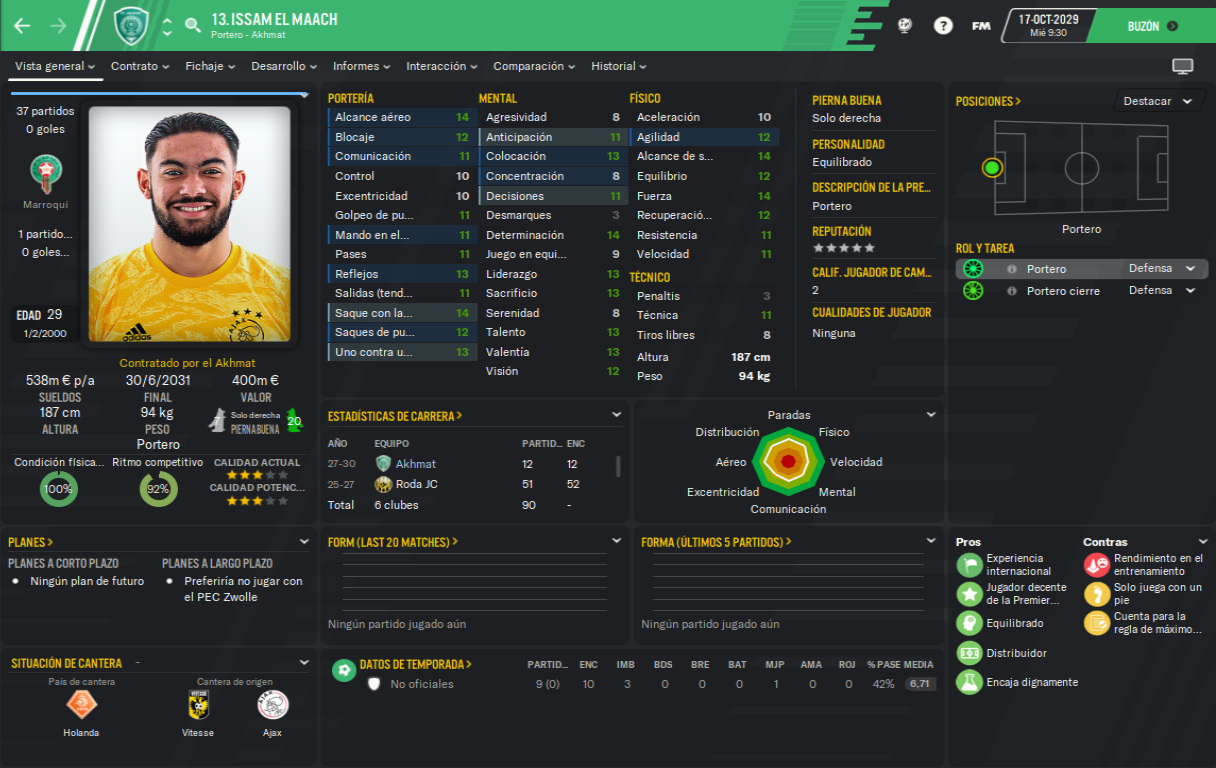 13. ISSAM EL MAACH
Portero - Akhmat
FM
17-OCT-2029
Mié 9:30
BUZÓN
Vista general
Contrato
Fichaje
Desarrollo
Informes
Interacción
Comparación
Historial
37 partidos
0 goles
Marroquí
1 partido...
0 goles...
EDAD 29
1/2/2000
adidas
AJAX
Contratado por el Akhmat
538m € p/a
SUELDOS
30/6/2031
FINAL
400m €
VALOR
187 cm
ALTURA
94 kg
PESO
7
Solo derecha
PIERNA BUENA
20
Portero
Condición física...
100%
Ritmo competitivo
92%
CALIDAD ACTUAL
CALIDAD POTENC...
PORTERÍA
Alcance aéreo 14
Blocaje 12
Comunicación 11
Control 10
Excentricidad 10
Golpeo de pu... 11
Mando en el... 11
Pases 11
Reflejos 13
Salidas (tend... 11
Saque con la... 14
Saques de pu... 12
Uno contra u... 13
MENTAL
Agresividad 8
Anticipación 11
Colocación 13
Concentración 8
Decisiones 11
Desmarques 3
Determinación 14
Juego en equi... 9
Liderazgo 13
Sacrificio 13
Serenidad 8
Talento 13
Valentía 13
Visión 12
FÍSICO
Aceleración 10
Agilidad 12
Alcance de s... 14
Equilibrio 12
Fuerza 14
Recuperació... 12
Resistencia 11
Velocidad 11
TÉCNICO
Penaltis 3
Técnica 11
Tiros libres 8
Altura 187 cm
Peso 94 kg
PIERNA BUENA
Solo derecha
PERSONALIDAD
Equilibrado
DESCRIPCIÓN DE LA PRE...
Portero
REPUTACIÓN
CALIF. JUGADOR DE CAM...
2
CUALIDADES DE JUGADOR
Ninguna
POSICIONES >
Destacar
Portero
ROL Y TAREA
Portero Defensa
Portero cierre Defensa
ESTADÍSTICAS DE CARRERA >
AÑO EQUIPO PARTID... ENC
27-30 Akhmat 12 12
25-27 Roda JC 51 52
Total 6 clubes 90 -
Paradas
Físico
Velocidad
Mental
Comunicación
Excentricidad
Aéreo
Distribución
PLANES >
PLANES A CORTO PLAZO
• Ningún plan de futuro
PLANES A LARGO PLAZO
• Preferiría no jugar con
el PEC Zwolle
FORM (LAST 20 MATCHES) >
Ningún partido jugado aún
FORMA (ÚLTIMOS 5 PARTIDOS) >
Ningún partido jugado aún
Pros
Experiencia
internacional
Jugador decente
de la Premier...
Equilibrado
Distribuidor
Encaja dignamente
Contras
Rendimiento en el
entrenamiento
Solo juega con un
pie
Cuenta para la
regla de máximo...
SITUACIÓN DE CANTERA -
País de cantera
Holanda
Cantera de origen
Vitesse
Ajax
DATOS DE TEMPORADA > PARTID... ENC IMB BDS BRE BAT MJP AMA ROJ % PASE MEDIA
No oficiales 9 (0) 10 3 0 0 0 1 0 0 42% 6,71